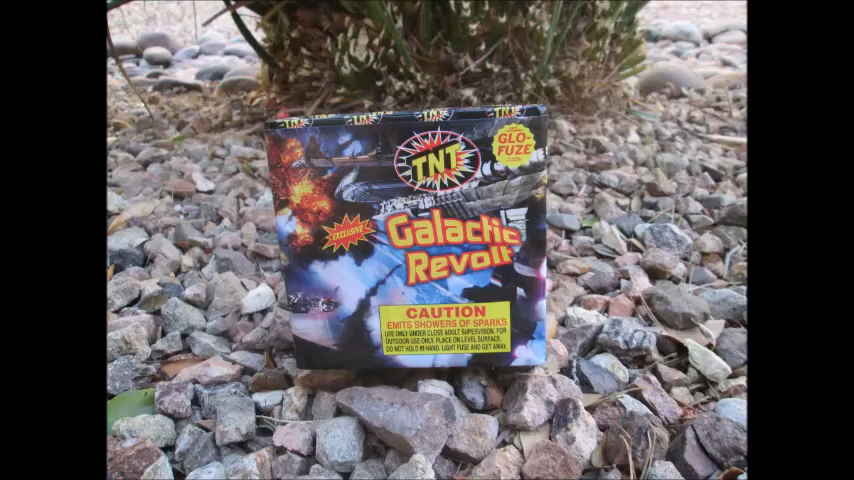 TNT TNT TNT TNT
TNT
GLO-
FUZE
EXCLUSIVE
Galactic
Revolt
CAUTION
EMITS SHOWERS OF SPARKS
USE ONLY UNDER CLOSE ADULT SUPERVISION. FOR
OUTDOOR USE ONLY. PLACE ON LEVEL SURFACE.
DO NOT HOLD IN HAND. LIGHT FUSE AND GET AWAY.